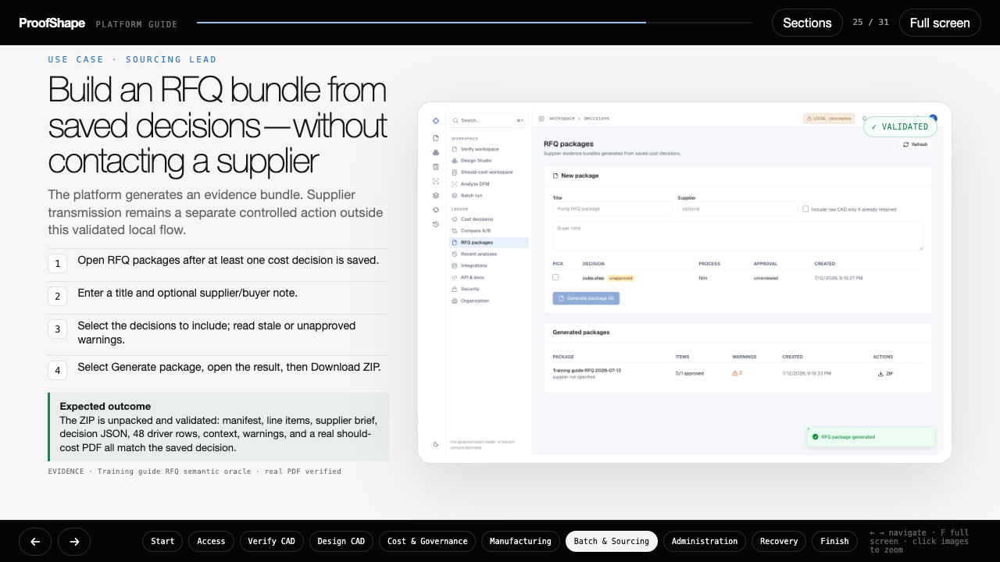 ProofShape PLATFORM GUIDE
Sections
25 / 31
Full screen
USE CASE · SOURCING LEAD
Build an RFQ bundle from
saved decisions—without
contacting a supplier
The platform generates an evidence bundle. Supplier
transmission remains a separate controlled action outside
this validated local flow.
1 Open RFQ packages after at least one cost decision is saved.
2 Enter a title and optional supplier/buyer note.
3 Select the decisions to include; read stale or unapproved
warnings.
4 Select Generate package, open the result, then Download ZIP.
Expected outcome
The ZIP is unpacked and validated: manifest, line items, supplier brief,
decision JSON, 48 driver rows, context, warnings, and a real should-
cost PDF all match the saved decision.
EVIDENCE · Training guide RFQ semantic oracle · real PDF verified
Search...
WORKSPACE
Verify workspace
Design Studio
Should-cost workspace
Analyze DFM
Batch run
LEDGER
Cost decisions
Compare A/B
RFQ packages
Recent analyses
Integrations
API & docs
Security
Organization
workspace > decisions
LOCAL · zero-egress
✓ VALIDATED
RFQ packages
Supplier evidence bundles generated from saved cost decisions.
Refresh
New package
Title
Supplier
Pump RFQ package
optional
Include raw CAD only if already retained
Buyer note
PICK DECISION PROCESS APPROVAL CREATED
cube.step unapproved fdm unreviewed 7/12/2026, 9:19:27 PM
Generate package (0)
Generated packages
PACKAGE ITEMS WARNINGS CREATED ACTIONS
Training guide RFQ 2026-07-13 0/1 approved 2 7/12/2026, 9:19:33 PM ZIP
supplier not specified
RFQ package generated
Start
Access
Verify CAD
Design CAD
Cost & Governance
Manufacturing
Batch & Sourcing
Administration
Recovery
Finish
← → navigate · F full
screen · click images
to zoom